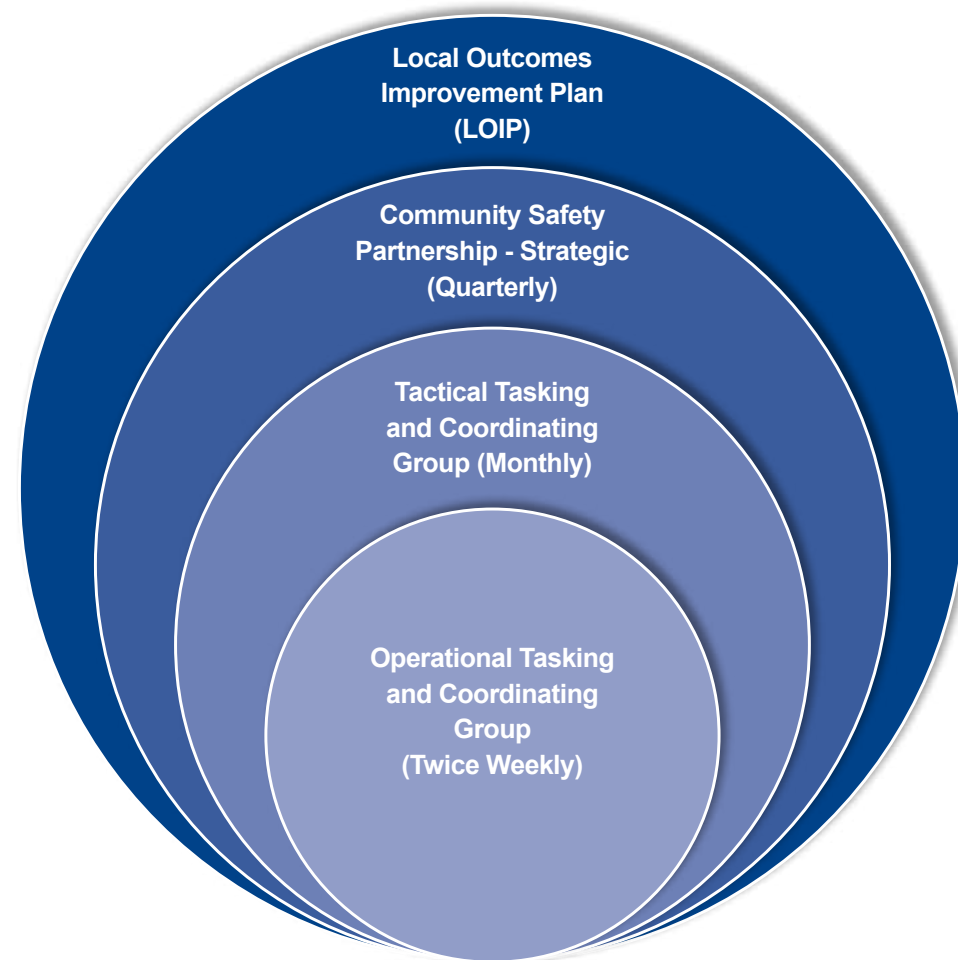 Local Outcomes
Improvement Plan
(LOIP)
Community Safety
Partnership - Strategic
(Quarterly)
Tactical Tasking
and Coordinating
Group (Monthly)
Operational Tasking
and Coordinating
Group
(Twice Weekly)